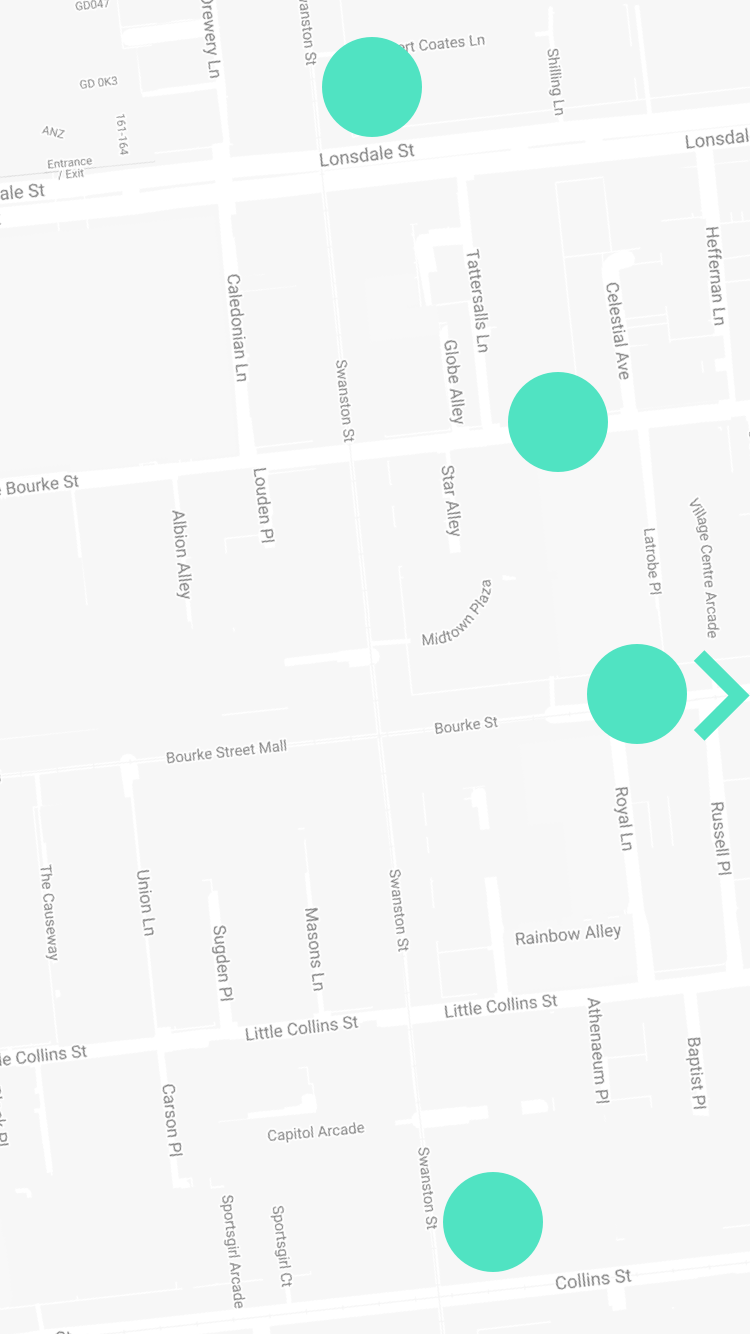 GD047
Drewery Ln
wanston St
ert Coates Ln
Shilling Ln
GD 0K3
ANZ
161-164
Entrance
/ Exit
Lonsdale St
Lonsdal
ale St
Caledonian Ln
Tattersalls Ln
Heffernan Ln
Celestial Ave
Globe Alley
Swanston St
Bourke St
Louden Pl
Star Alley
Albion Alley
Village Centre Arcade
Latrobe Pl
Midtown Plaza
Bourke Street Mall
Bourke St
Royal Ln
Russell Pl
The Causeway
Union Ln
Swanston St
Masons Ln
Sugden Pl
Rainbow Alley
Little Collins St
Little Collins St
le Collins St
Athenaeum Pl
Baptist Pl
Carson Pl
Capitol Arcade
Swanston St
Sportsgirl Arcade
Sportsgirl Ct
Collins St